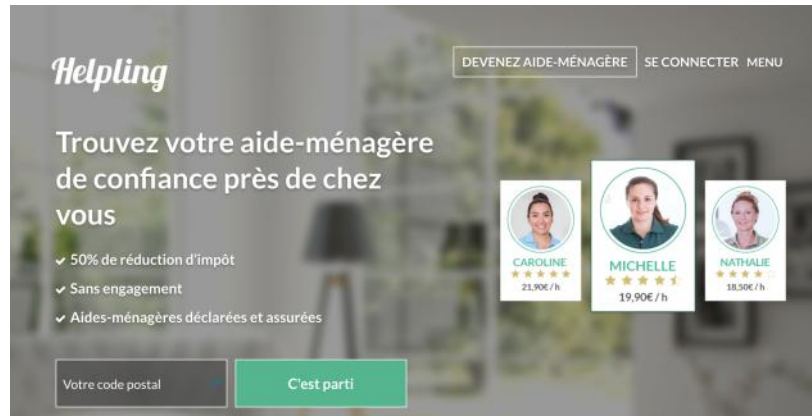 Helpling
DEVENEZ AIDE-MÉNAGÈRE SE CONNECTER MENU
Trouvez votre aide-ménagère
de confiance près de chez
vous
✓ 50% de réduction d'impôt
✓ Sans engagement
✓ Aides-ménagères déclarées et assurées
CAROLINE
21,90€ / h
MICHELLE
19,90€ / h
NATHALIE
18,50€ / h
Votre code postal
C'est parti